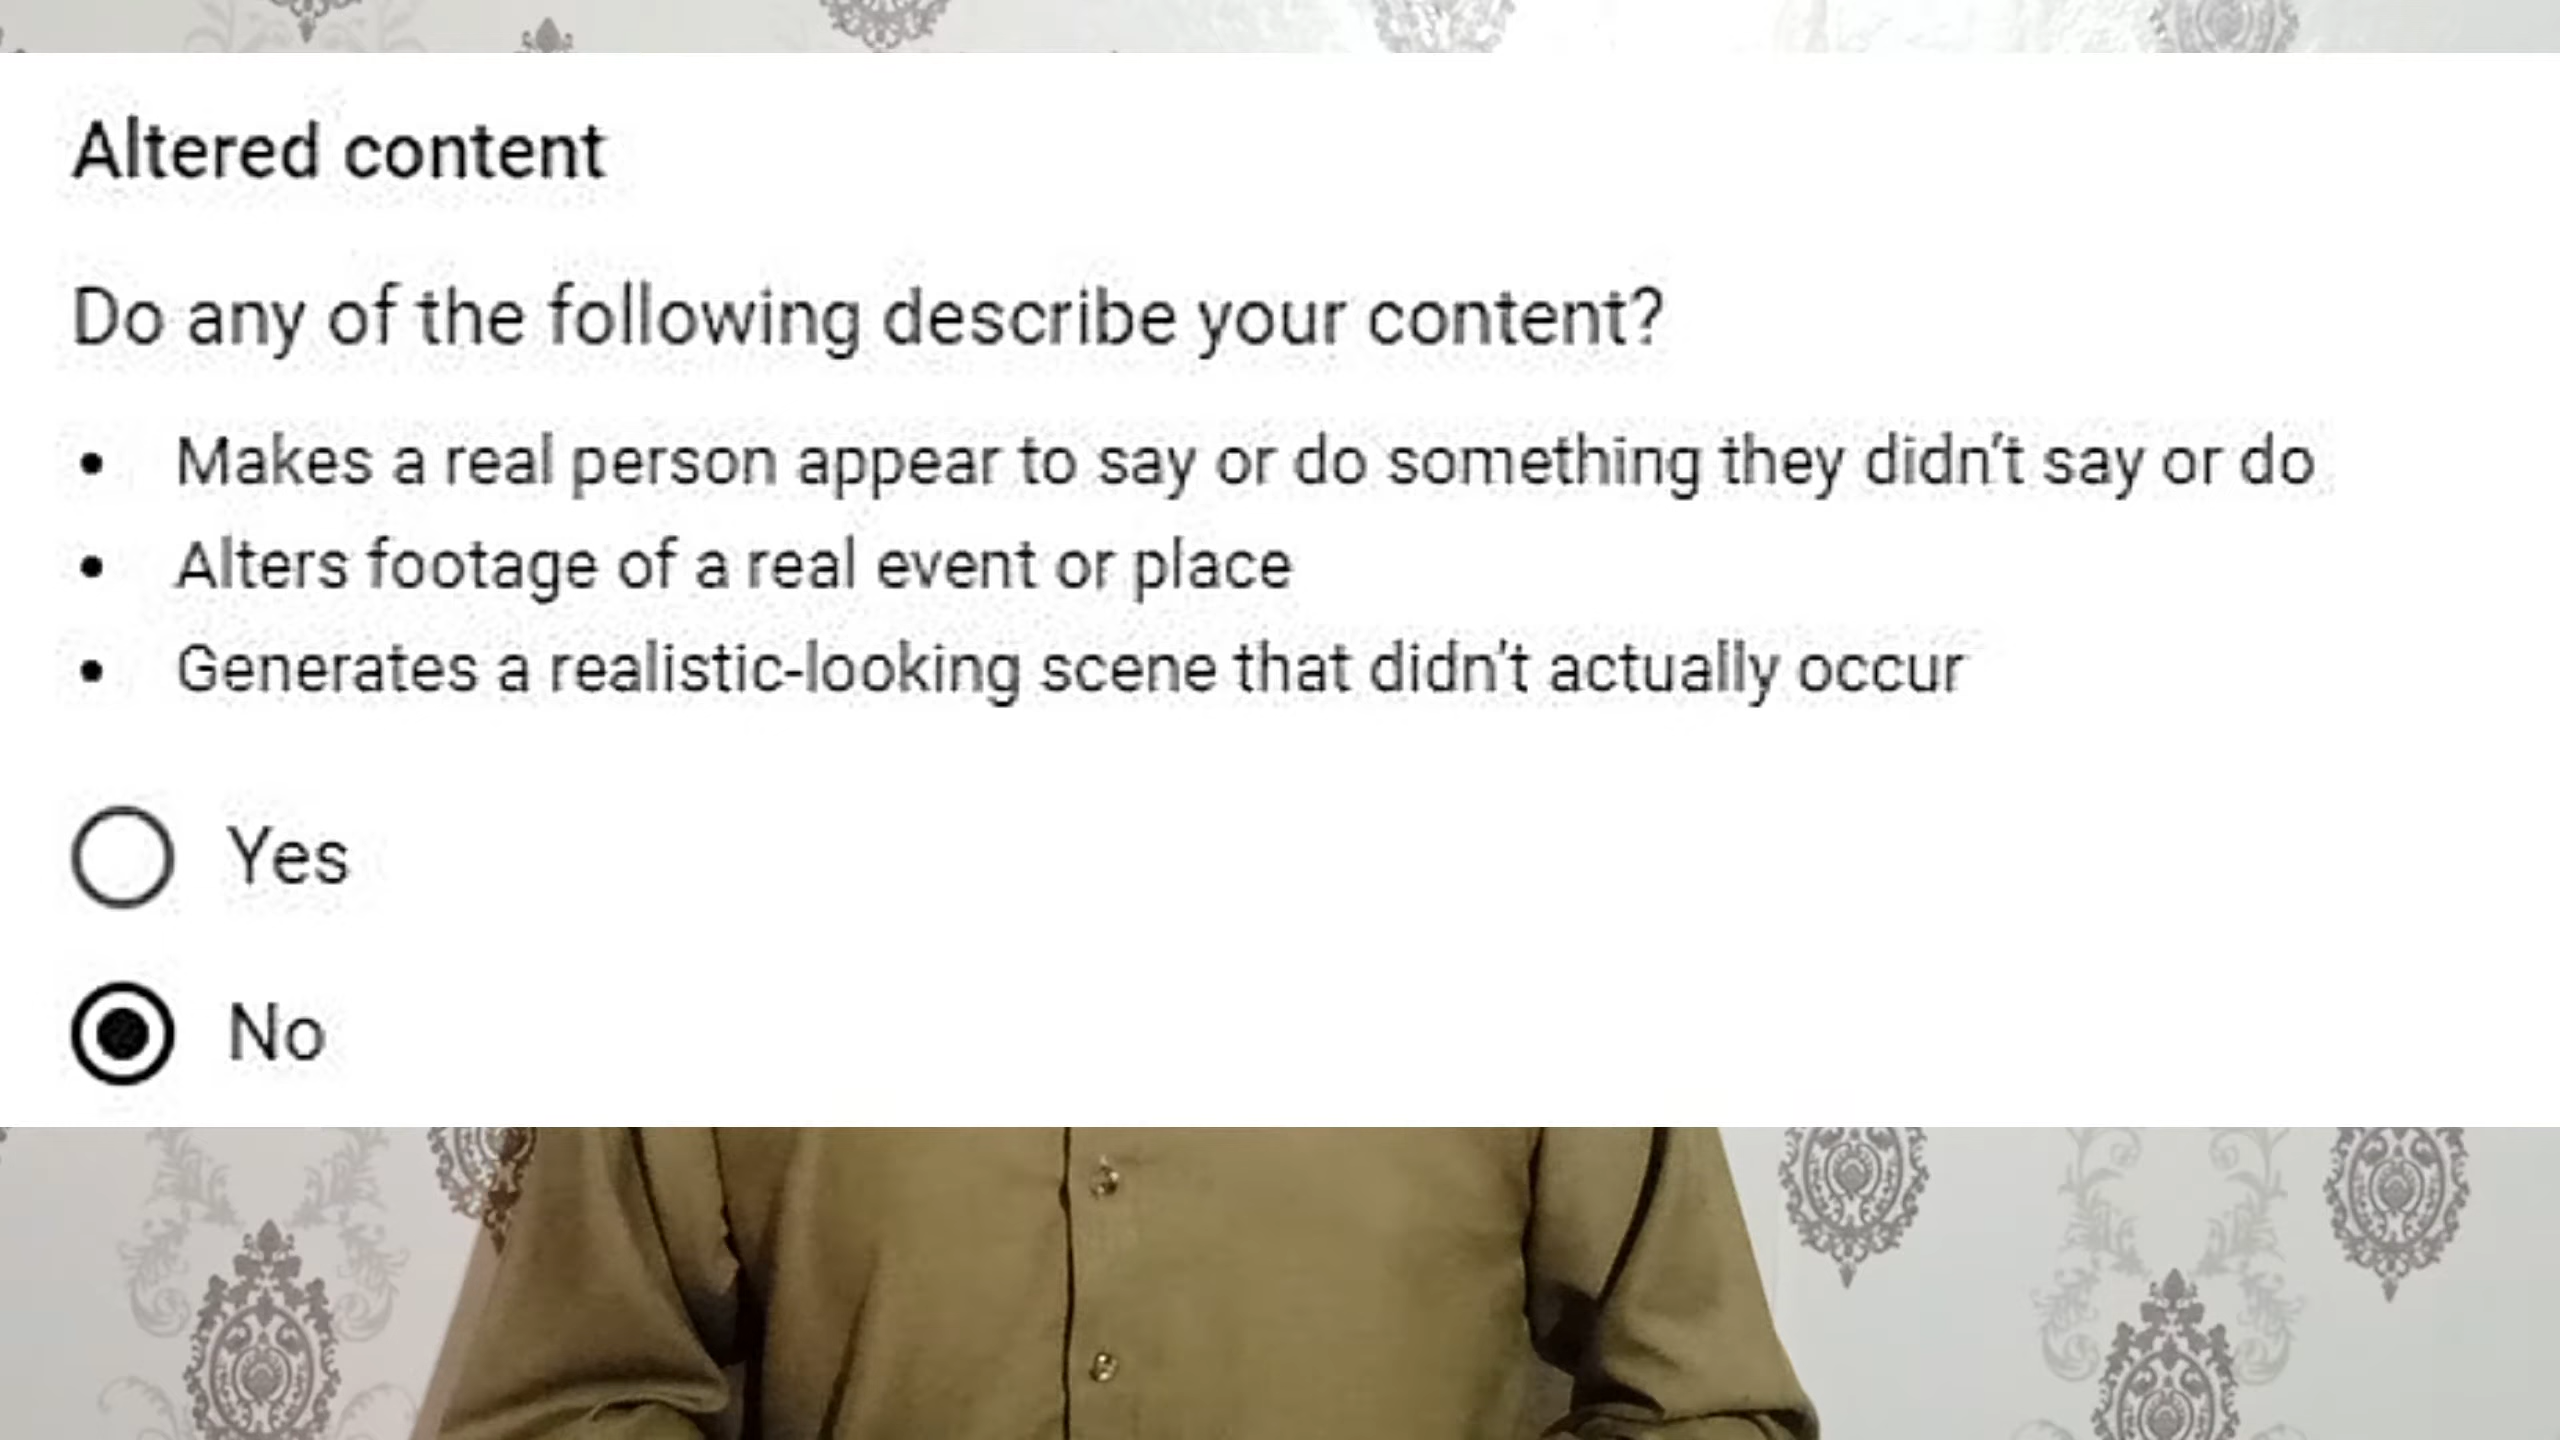 Altered content
Do any of the following describe your content?
• Makes a real person appear to say or do something they didn't say or do
• Alters footage of a real event or place
• Generates a realistic-looking scene that didn't actually occur
Yes
No